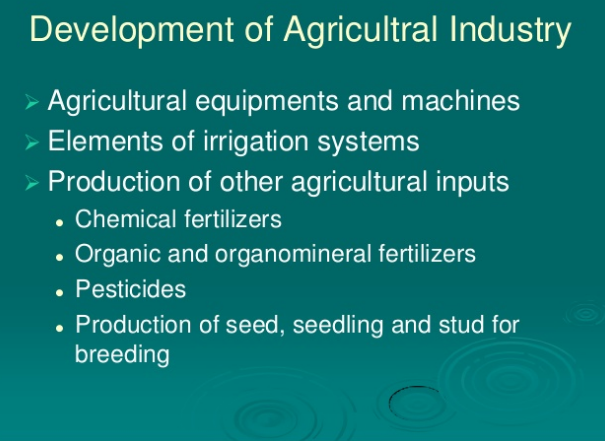 Development of Agricultral Industry
Agricultural equipments and machines
Elements of irrigation systems
Production of other agricultural inputs
Chemical fertilizers
Organic and organomineral fertilizers
Pesticides
Production of seed, seedling and stud for
breeding